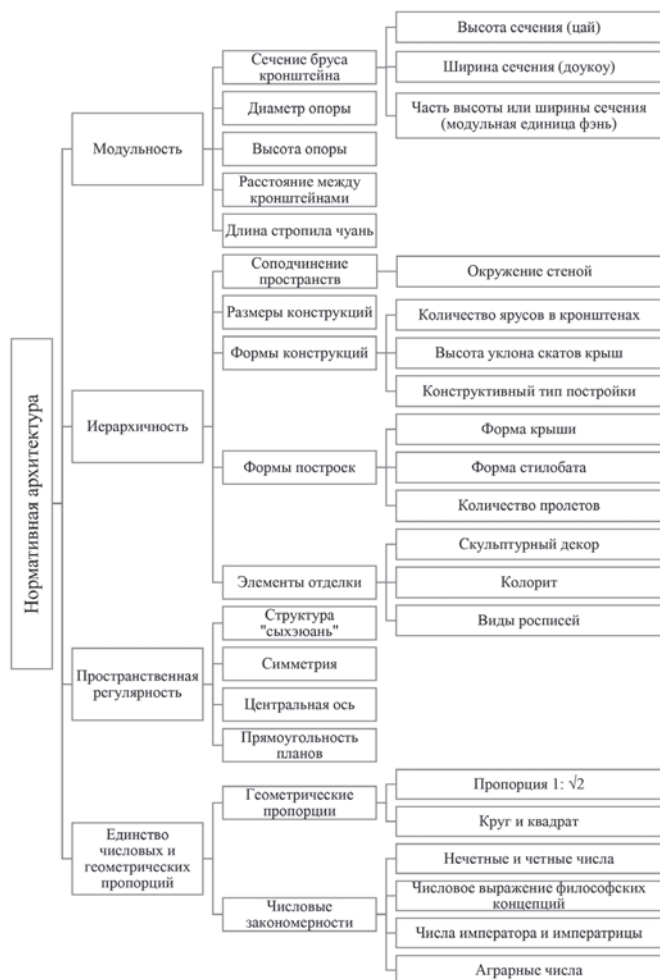 Нормативная архитектура
Модульность
Сечение бруса
кронштейна
Высота сечения (цай)
Ширина сечения (доукоу)
Часть высоты или ширины сечения
(модульная единица фэнь)
Диаметр опоры
Высота опоры
Расстояние между
кронштейнами
Длина стропила чуань
Иерархичность
Соподчинение
пространств
Окружение стеной
Размеры конструкций
Формы конструкций
Количество ярусов в кронштенах
Высота уклона скатов крыш
Конструктивный тип постройки
Формы построек
Форма крыши
Форма стилобата
Количество пролетов
Элементы отделки
Скульптурный декор
Колорит
Виды росписей
Пространственная
регулярность
Структура
"сыхэюань"
Симметрия
Центральная ось
Прямоугольность
планов
Единство
числовых и
геометрических
пропорций
Геометрические
пропорции
Пропорция 1: √2
Круг и квадрат
Числовые
закономерности
Нечетные и четные числа
Числовое выражение философских
концепций
Числа императора и императрицы
Аграрные числа